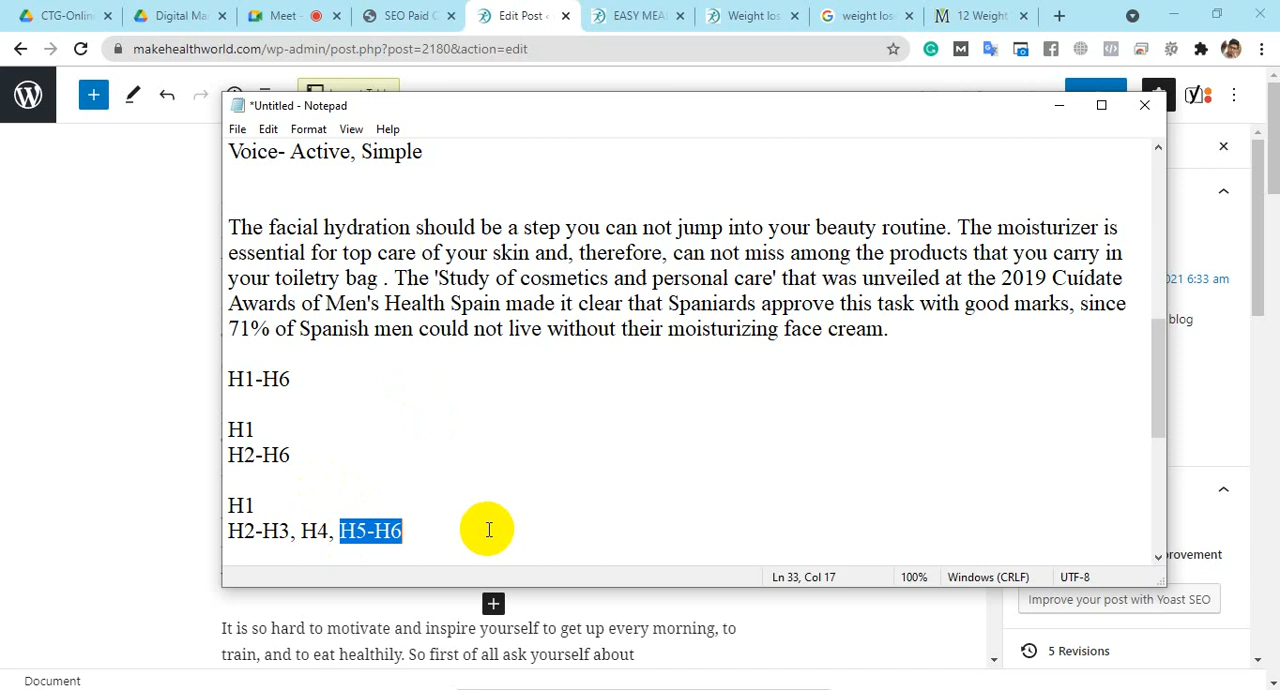 CTG-Online
Digital Ma
Meet -
SEO Paid C
Edit Post
EASY MEA
Weight los
weight los
12 Weight
makehealthworld.com/wp-admin/post.php?post=2180&action=edit
*Untitled - Notepad
File Edit Format View Help
Voice- Active, Simple
The facial hydration should be a step you can not jump into your beauty routine. The moisturizer is
essential for top care of your skin and, therefore, can not miss among the products that you carry in
your toiletry bag . The 'Study of cosmetics and personal care' that was unveiled at the 2019 Cuídate
Awards of Men's Health Spain made it clear that Spaniards approve this task with good marks, since
71% of Spanish men could not live without their moisturizing face cream.
H1-H6
H1
H2-H6
H1
H2-H3, H4, H5-H6
Ln 33, Col 17
100%
Windows (CRLF)
UTF-8
2021 6:33 am
blog
Improve your post with Yoast SEO
5 Revisions
It is so hard to motivate and inspire yourself to get up every morning, to
train, and to eat healthily. So first of all ask yourself about
Document